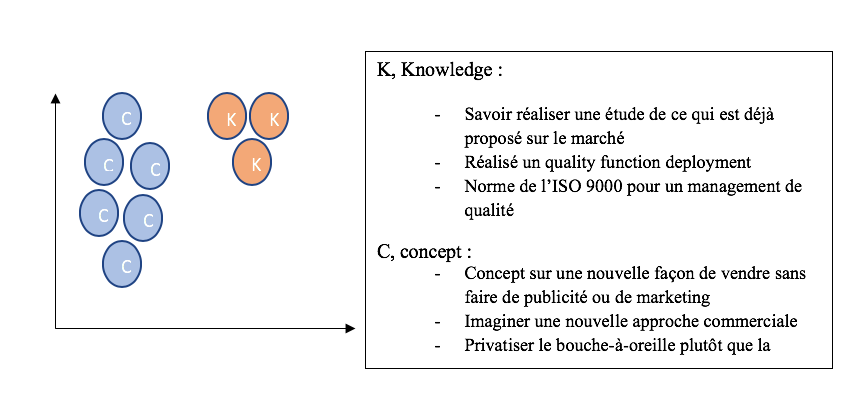 C
K
K
C
C
K
C
C
C
K, Knowledge :
- Savoir réaliser une étude de ce qui est déjà
proposé sur le marché
- Réalisé un quality function deployment
- Norme de l'ISO 9000 pour un management de
qualité
C, concept :
- Concept sur une nouvelle façon de vendre sans
faire de publicité ou de marketing
- Imaginer une nouvelle approche commerciale
- Privatiser le bouche-à-oreille plutôt que la